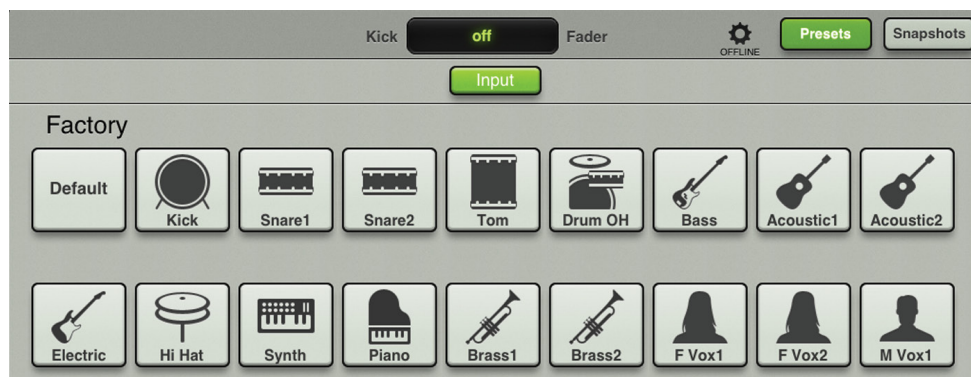 Kick off Fader OFFLINE Presets Snapshots
Input
Factory
Default Kick Snare1 Snare2 Tom Drum OH Bass Acoustic1 Acoustic2
Electric Hi Hat Synth Piano Brass1 Brass2 F Vox1 F Vox2 M Vox1